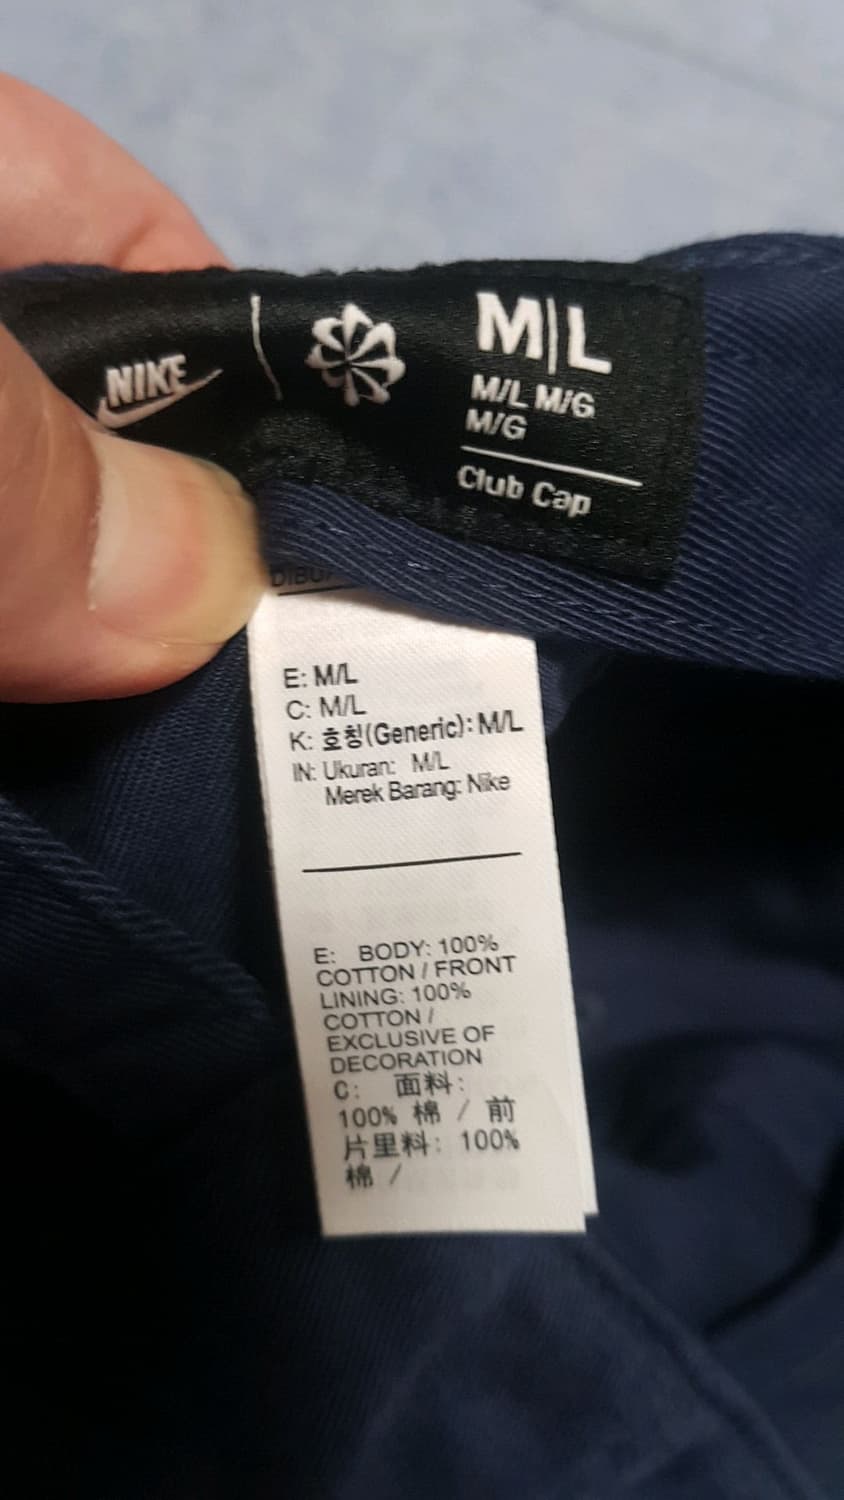 NIKE
M|L
M/L M/G
M/G
Club Cap
E: M/L
C: M/L
K: 호칭(Generic): M/L
IN: Ukuran: M/L
Merek Barang: Nike
E: BODY: 100%
COTTON / FRONT
LINING: 100%
COTTON /
EXCLUSIVE OF
DECORATION
C: 面料:
100% 棉 / 前
片里料: 100%
棉 /